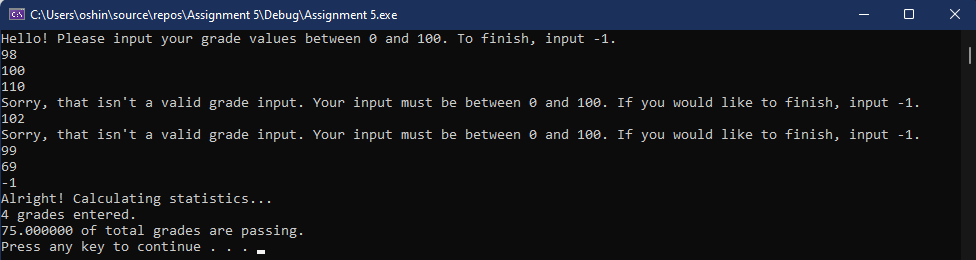 C:\Users\oshin\source\repos\Assignment 5\Debug\Assignment 5.exe
Hello! Please input your grade values between 0 and 100. To finish, input -1.
98
100
110
Sorry, that isn't a valid grade input. Your input must be between 0 and 100. If you would like to finish, input -1.
102
Sorry, that isn't a valid grade input. Your input must be between 0 and 100. If you would like to finish, input -1.
99
69
-1
Alright! Calculating statistics...
4 grades entered.
75.000000 of total grades are passing.
Press any key to continue . . .